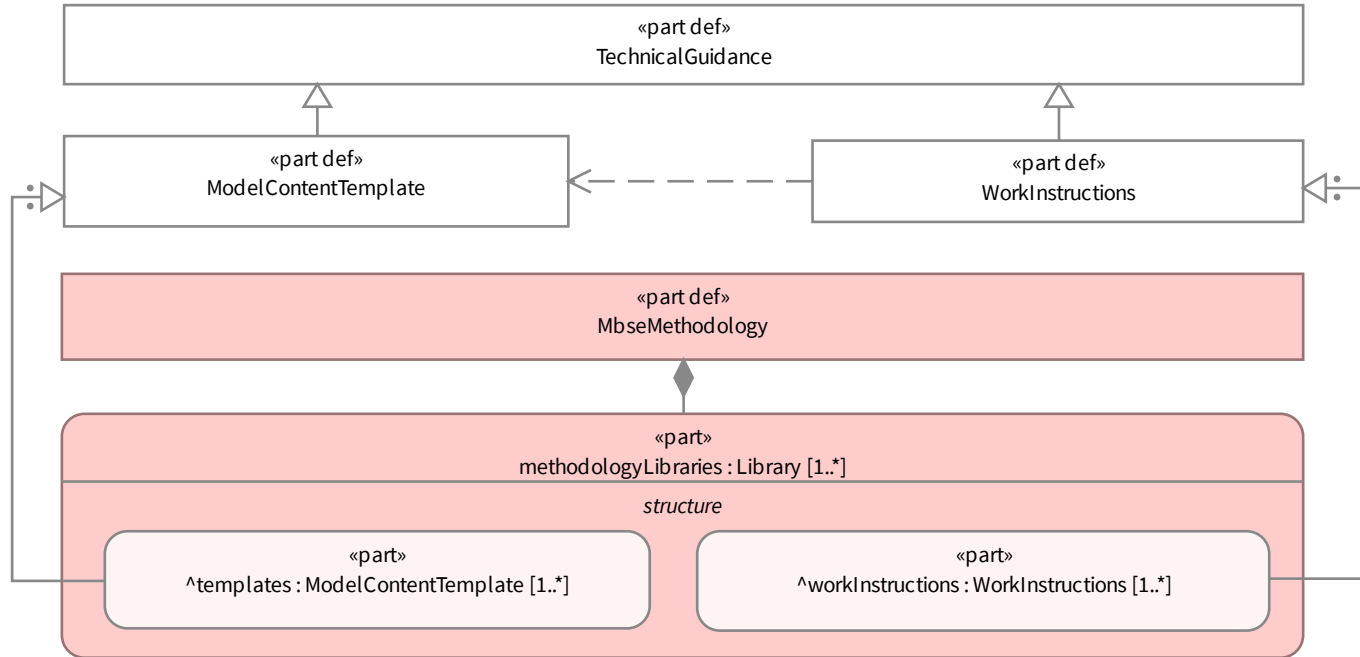 «part def»
TechnicalGuidance
«part def»
ModelContentTemplate
«part def»
WorkInstructions
«part def»
MbseMethodology
«part»
methodologyLibraries : Library [1..*]
structure
«part»
^templates : ModelContentTemplate [1..*]
«part»
^workInstructions : WorkInstructions [1..*]